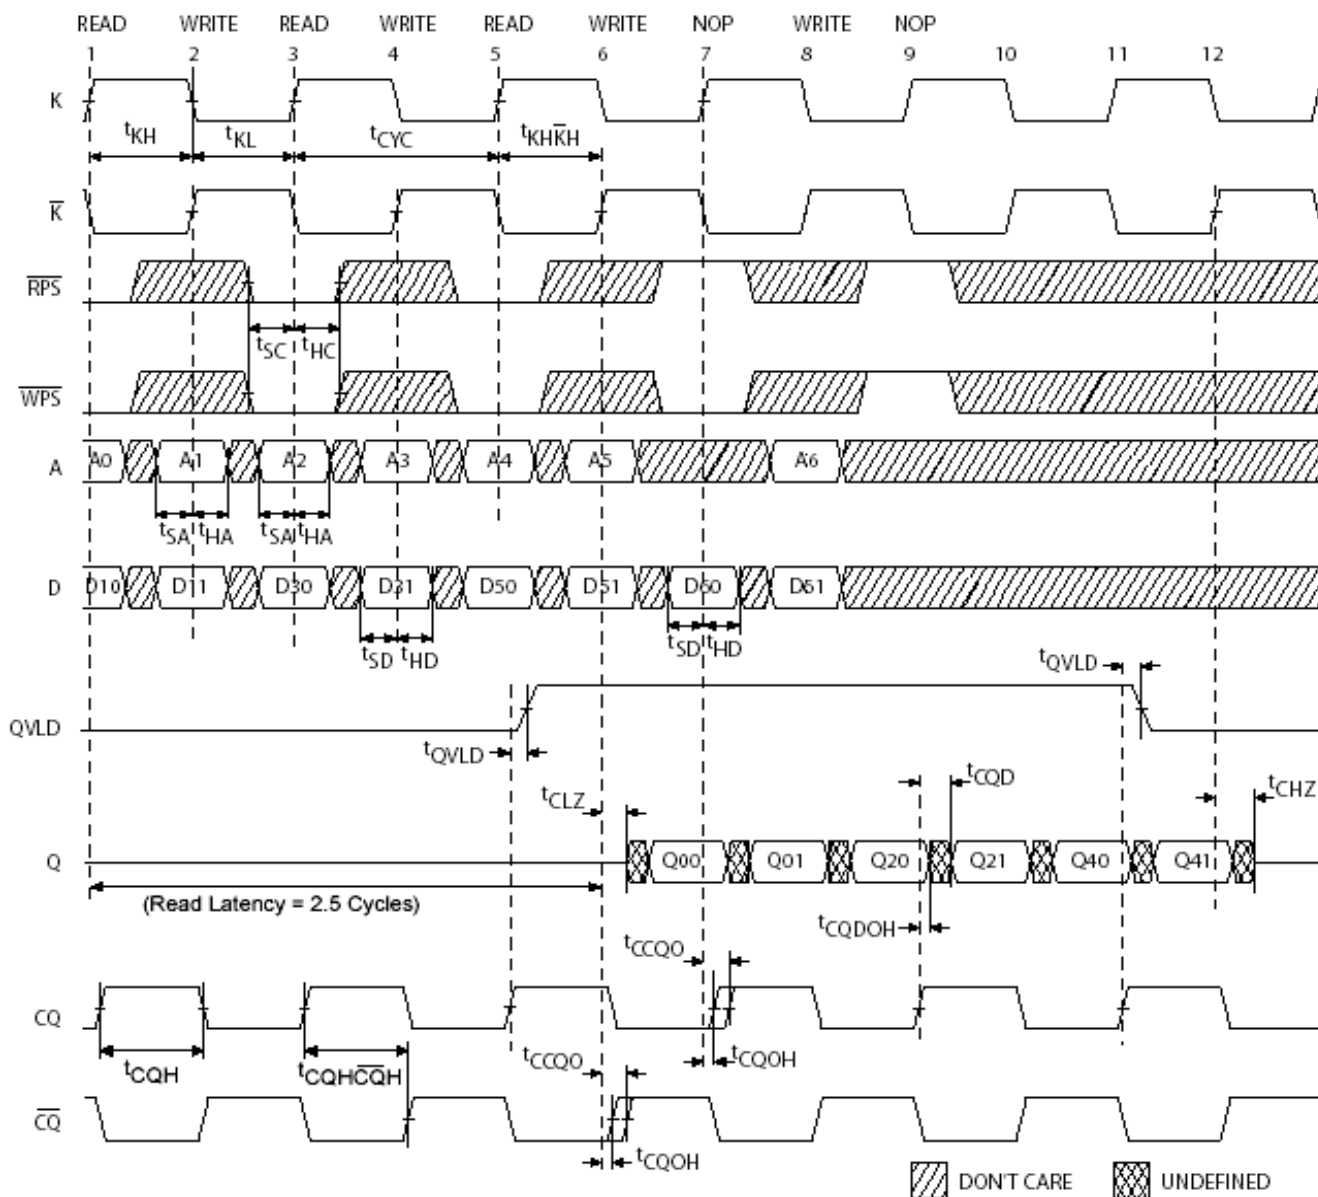 READ WRITE READ WRITE READ WRITE NOP WRITE NOP
1 2 3 4 5 6 7 8 9 10 11 12
K
tKH tKL tCYC tKHK̅H
K̅
R̅P̅S̅
tSC tHC
W̅P̅S̅
A A0 A1 A2 A3 A4 A5 A6
tSA tHA tSA tHA
D D10 D11 D30 D31 D50 D51 D60 D61
tSD tHD tSD tHD
tQVLD
QVLD
tQVLD
tCQD
tCLZ tCHZ
Q Q00 Q01 Q20 Q21 Q40 Q41
(Read Latency = 2.5 Cycles)
tCQDOH
tCCQO
CQ
tCQH tCQHC̅Q̅H tCCQO tCQOH
C̅Q̅
tCQOH
DON'T CARE UNDEFINED